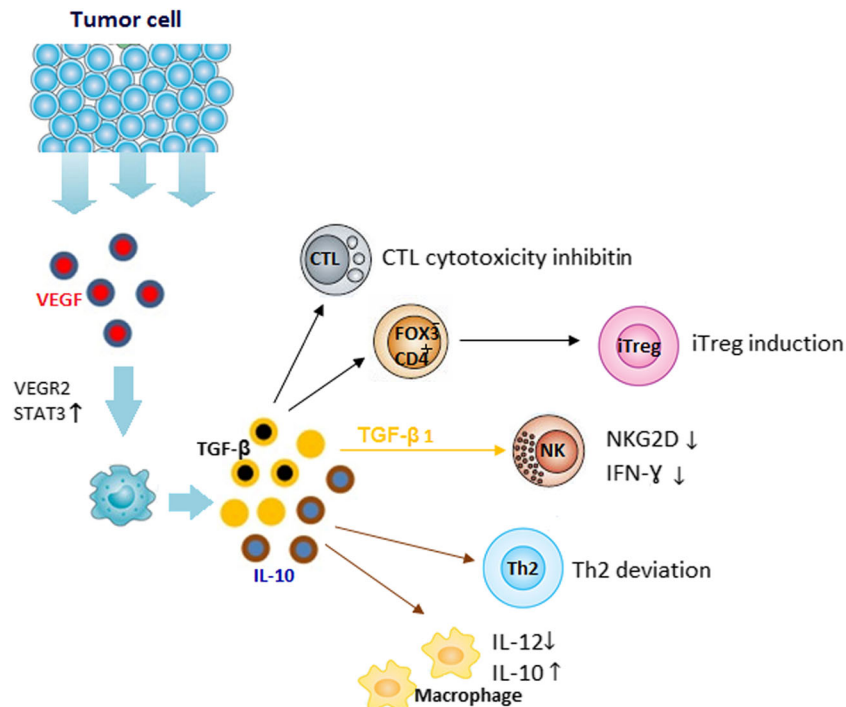 Tumor cell
VEGF
VEGR2
STAT3↑
CTL
CTL cytotoxicity inhibitin
FOX3-
CD4+
iTreg
iTreg induction
TGF-β
TGF-β 1
NK
NKG2D ↓
IFN-Ɣ ↓
IL-10
Th2
Th2 deviation
IL-12↓
IL-10↑
Macrophage